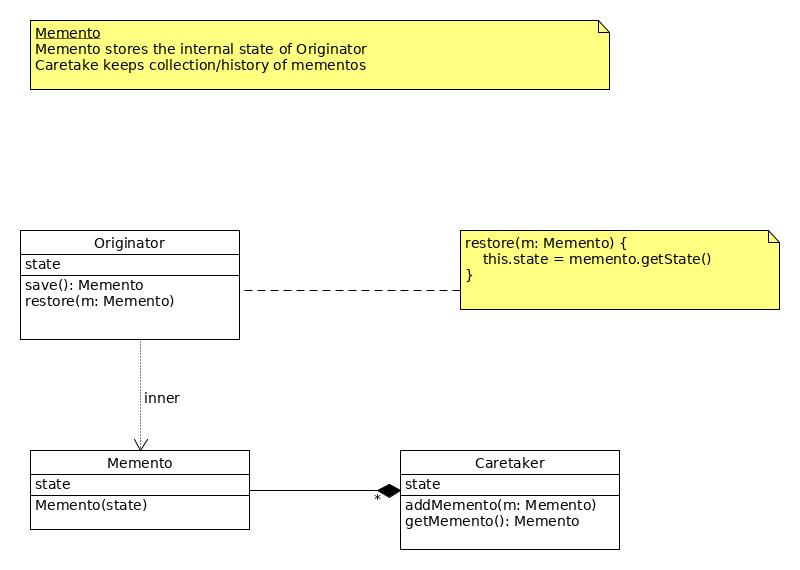 Memento
Memento stores the internal state of Originator
Caretake keeps collection/history of mementos
Originator
state
save(): Memento
restore(m: Memento)
restore(m: Memento) {
    this.state = memento.getState()
}
inner
Memento
state
Memento(state)
*
Caretaker
state
addMemento(m: Memento)
getMemento(): Memento